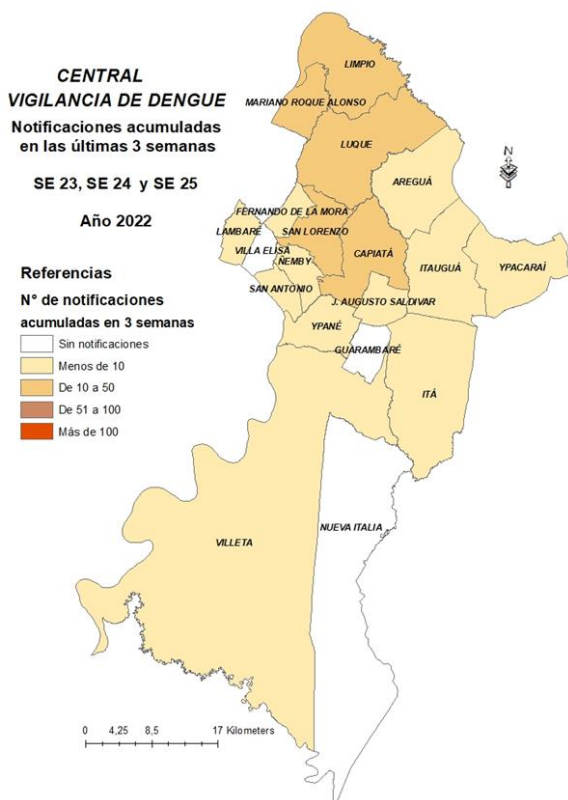 CENTRAL
VIGILANCIA DE DENGUE
Notificaciones acumuladas
en las últimas 3 semanas
SE 23, SE 24 y SE 25
Año 2022
Referencias
N° de notificaciones
acumuladas en 3 semanas
Sin notificaciones
Menos de 10
De 10 a 50
De 51 a 100
Más de 100
LIMPIO
MARIANO ROQUE ALONSO
LUQUE
N
AREGUÁ
FERNANDO DE LA MORA
LAMBARÉ
SAN LORENZO
VILLA ELISA
CAPIATÁ
ÑEMBY
ITAUGUÁ
YPACARAÍ
SAN ANTONIO
J. AUGUSTO SALDIVAR
YPANÉ
GUARAMBARÉ
ITÁ
NUEVA ITALIA
VILLETA
0 4,25 8,5 17 Kilometers